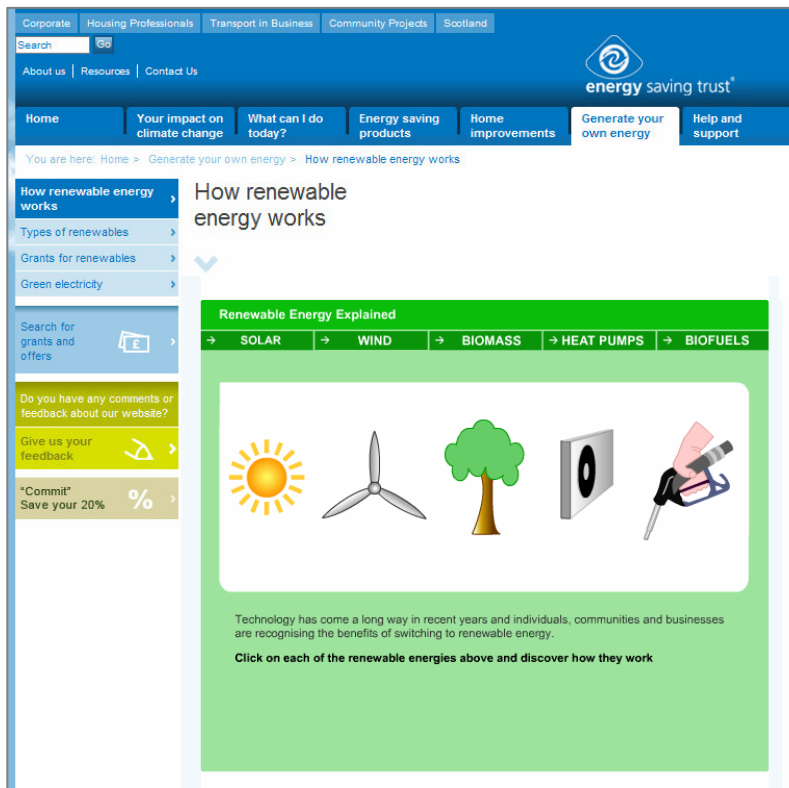 Corporate
Housing Professionals
Transport in Business
Community Projects
Scotland
Search
Go
About us
Resources
Contact Us
energy saving trust®
Home
Your impact on
climate change
What can I do
today?
Energy saving
products
Home
improvements
Generate your
own energy
Help and
support
You are here: Home > Generate your own energy > How renewable energy works
How renewable energy
works
Types of renewables
Grants for renewables
Green electricity
Search for
grants and
offers
£
Do you have any comments or
feedback about our website?
Give us your
feedback
"Commit"
Save your 20%
%
How renewable
energy works
Renewable Energy Explained
→ SOLAR
→ WIND
→ BIOMASS
→ HEAT PUMPS
→ BIOFUELS
Technology has come a long way in recent years and individuals, communities and businesses
are recognising the benefits of switching to renewable energy.
Click on each of the renewable energies above and discover how they work